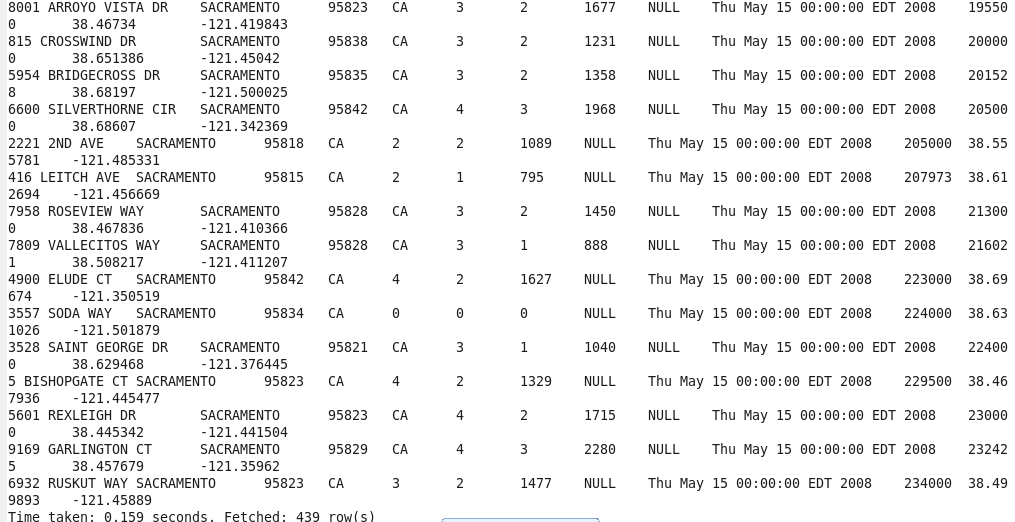 8001 ARROYO VISTA DR    SACRAMENTO      95823   CA      3       2       1677    NULL    Thu May 15 00:00:00 EDT 2008    19550
0       38.46734        -121.419843
815 CROSSWIND DR        SACRAMENTO      95838   CA      3       2       1231    NULL    Thu May 15 00:00:00 EDT 2008    20000
0       38.651386       -121.45042
5954 BRIDGECROSS DR     SACRAMENTO      95835   CA      3       2       1358    NULL    Thu May 15 00:00:00 EDT 2008    20152
8       38.68197        -121.500025
6600 SILVERTHORNE CIR   SACRAMENTO      95842   CA      4       3       1968    NULL    Thu May 15 00:00:00 EDT 2008    20500
0       38.68607        -121.342369
2221 2ND AVE    SACRAMENTO      95818   CA      2       2       1089    NULL    Thu May 15 00:00:00 EDT 2008    205000  38.55
5781    -121.485331
416 LEITCH AVE  SACRAMENTO      95815   CA      2       1       795     NULL    Thu May 15 00:00:00 EDT 2008    207973  38.61
2694    -121.456669
7958 ROSEVIEW WAY       SACRAMENTO      95828   CA      3       2       1450    NULL    Thu May 15 00:00:00 EDT 2008    21300
0       38.467836       -121.410366
7809 VALLECITOS WAY     SACRAMENTO      95828   CA      3       1       888     NULL    Thu May 15 00:00:00 EDT 2008    21602
1       38.508217       -121.411207
4900 ELUDE CT   SACRAMENTO      95842   CA      4       2       1627    NULL    Thu May 15 00:00:00 EDT 2008    223000  38.69
674     -121.350519
3557 SODA WAY   SACRAMENTO      95834   CA      0       0       0       NULL    Thu May 15 00:00:00 EDT 2008    224000  38.63
1026    -121.501879
3528 SAINT GEORGE DR    SACRAMENTO      95821   CA      3       1       1040    NULL    Thu May 15 00:00:00 EDT 2008    22400
0       38.629468       -121.376445
5 BISHOPGATE CT SACRAMENTO      95823   CA      4       2       1329    NULL    Thu May 15 00:00:00 EDT 2008    229500  38.46
7936    -121.445477
5601 REXLEIGH DR        SACRAMENTO      95823   CA      4       2       1715    NULL    Thu May 15 00:00:00 EDT 2008    23000
0       38.445342       -121.441504
9169 GARLINGTON CT      SACRAMENTO      95829   CA      4       3       2280    NULL    Thu May 15 00:00:00 EDT 2008    23242
5       38.457679       -121.35962
6932 RUSKUT WAY SACRAMENTO      95823   CA      3       2       1477    NULL    Thu May 15 00:00:00 EDT 2008    234000  38.49
9893    -121.45889
Time taken: 0.159 seconds, Fetched: 439 row(s)